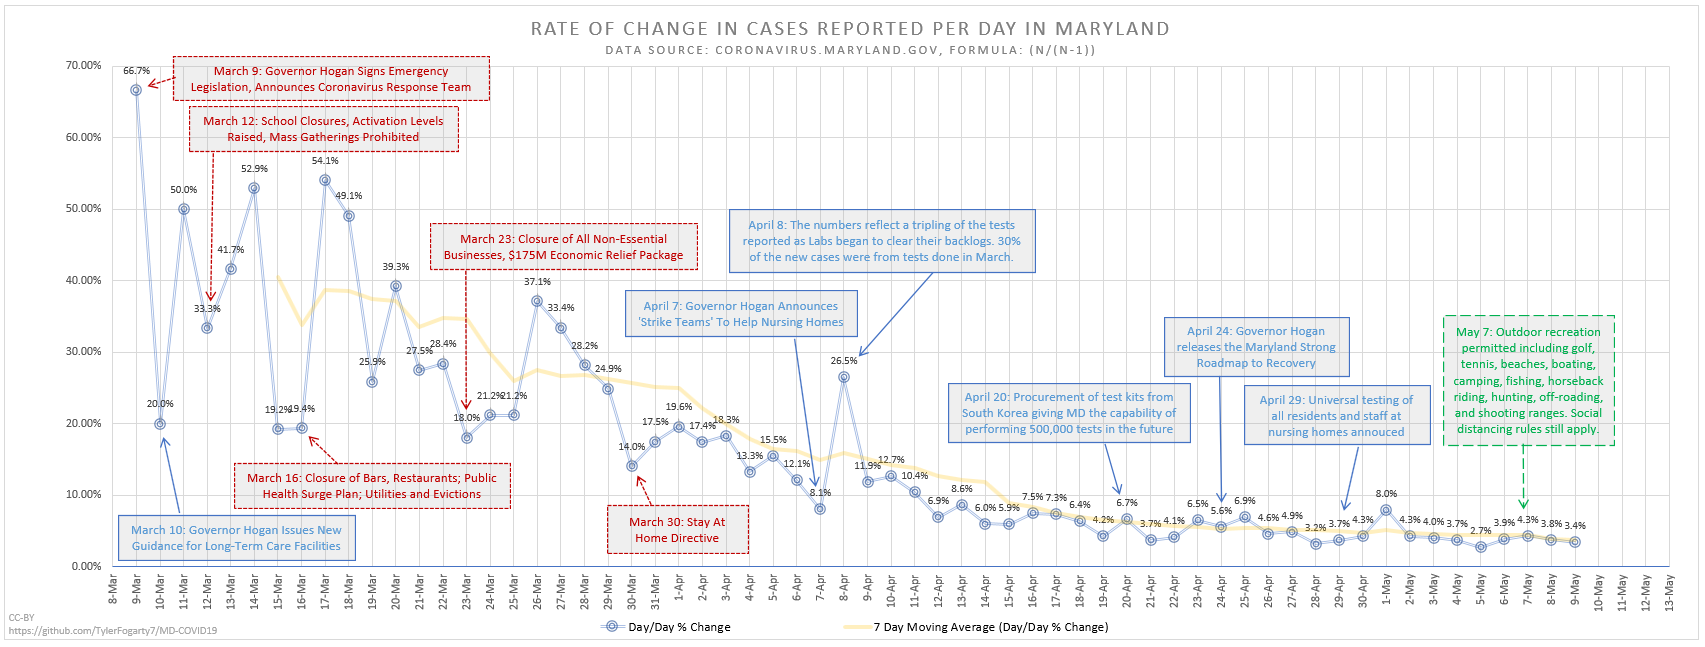 RATE OF CHANGE IN CASES REPORTED PER DAY IN MARYLAND
DATA SOURCE: CORONAVIRUS.MARYLAND.GOV, FORMULA: (N/(N-1))
70.00%
60.00%
50.00%
40.00%
30.00%
20.00%
10.00%
0.00%
March 9: Governor Hogan Signs Emergency
Legislation, Announces Coronavirus Response Team
March 12: School Closures, Activation Levels
Raised, Mass Gatherings Prohibited
March 23: Closure of All Non-Essential
Businesses, $175M Economic Relief Package
April 8: The numbers reflect a tripling of the tests
reported as Labs began to clear their backlogs. 30%
of the new cases were from tests done in March.
April 7: Governor Hogan Announces
'Strike Teams' To Help Nursing Homes
April 24: Governor Hogan
releases the Maryland Strong
Roadmap to Recovery
May 7: Outdoor recreation
permitted including golf,
tennis, beaches, boating,
camping, fishing, horseback
riding, hunting, off-roading,
and shooting ranges. Social
distancing rules still apply.
April 20: Procurement of test kits from
South Korea giving MD the capability of
performing 500,000 tests in the future
April 29: Universal testing of
all residents and staff at
nursing homes annouced
March 16: Closure of Bars, Restaurants; Public
Health Surge Plan; Utilities and Evictions
March 10: Governor Hogan Issues New
Guidance for Long-Term Care Facilities
March 30: Stay At
Home Directive
66.7%
20.0%
50.0%
33.3%
41.7%
52.9%
19.2%
19.4%
54.1%
49.1%
25.9%
39.3%
27.5%
28.4%
18.0%
21.2%
21.2%
37.1%
33.4%
28.2%
24.9%
14.0%
17.5%
19.6%
17.4%
18.3%
13.3%
15.5%
12.1%
8.1%
26.5%
11.9%
12.7%
10.4%
6.9%
8.6%
6.0%
5.9%
7.5%
7.3%
6.4%
4.2%
6.7%
3.7%
4.1%
6.5%
5.6%
6.9%
4.6%
4.9%
3.2%
3.7%
4.3%
8.0%
4.3%
4.0%
3.7%
2.7%
3.9%
4.3%
3.8%
3.4%
8-Mar
9-Mar
10-Mar
11-Mar
12-Mar
13-Mar
14-Mar
15-Mar
16-Mar
17-Mar
18-Mar
19-Mar
20-Mar
21-Mar
22-Mar
23-Mar
24-Mar
25-Mar
26-Mar
27-Mar
28-Mar
29-Mar
30-Mar
31-Mar
1-Apr
2-Apr
3-Apr
4-Apr
5-Apr
6-Apr
7-Apr
8-Apr
9-Apr
10-Apr
11-Apr
12-Apr
13-Apr
14-Apr
15-Apr
16-Apr
17-Apr
18-Apr
19-Apr
20-Apr
21-Apr
22-Apr
23-Apr
24-Apr
25-Apr
26-Apr
27-Apr
28-Apr
29-Apr
30-Apr
1-May
2-May
3-May
4-May
5-May
6-May
7-May
8-May
9-May
10-May
11-May
12-May
13-May
CC-BY
https://github.com/TylerFogarty7/MD-COVID19
Day/Day % Change
7 Day Moving Average (Day/Day % Change)